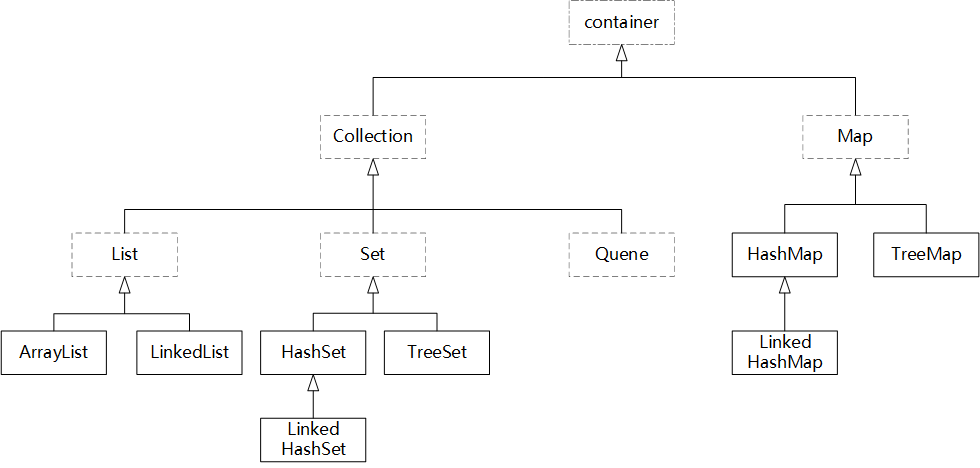 container
Collection
Map
List
Set
Quene
HashMap
TreeMap
ArrayList
LinkedList
HashSet
TreeSet
Linked
HashMap
Linked
HashSet